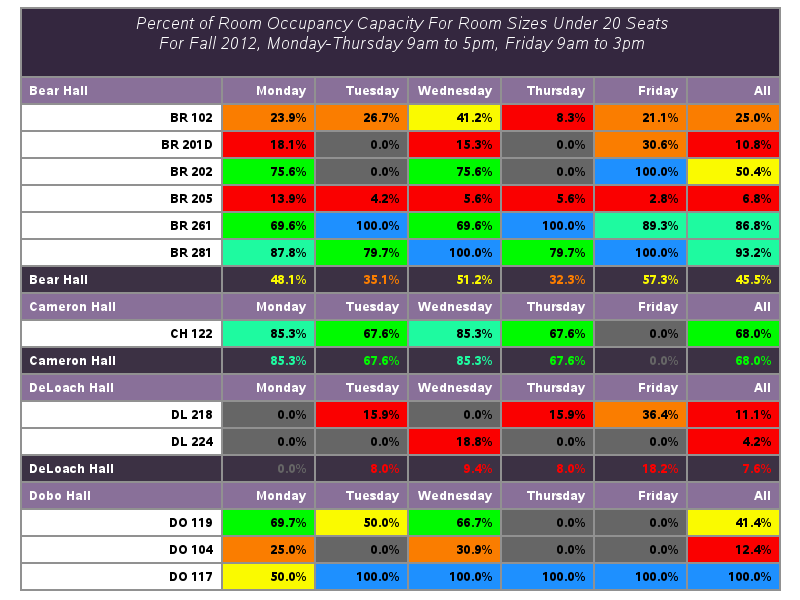 Percent of Room Occupancy Capacity For Room Sizes Under 20 Seats
For Fall 2012, Monday-Thursday 9am to 5pm, Friday 9am to 3pm
Bear Hall Monday Tuesday Wednesday Thursday Friday All
BR 102 23.9% 26.7% 41.2% 8.3% 21.1% 25.0%
BR 201D 18.1% 0.0% 15.3% 0.0% 30.6% 10.8%
BR 202 75.6% 0.0% 75.6% 0.0% 100.0% 50.4%
BR 205 13.9% 4.2% 5.6% 5.6% 2.8% 6.8%
BR 261 69.6% 100.0% 69.6% 100.0% 89.3% 86.8%
BR 281 87.8% 79.7% 100.0% 79.7% 100.0% 93.2%
Bear Hall 48.1% 35.1% 51.2% 32.3% 57.3% 45.5%
Cameron Hall Monday Tuesday Wednesday Thursday Friday All
CH 122 85.3% 67.6% 85.3% 67.6% 0.0% 68.0%
Cameron Hall 85.3% 67.6% 85.3% 67.6% 0.0% 68.0%
DeLoach Hall Monday Tuesday Wednesday Thursday Friday All
DL 218 0.0% 15.9% 0.0% 15.9% 36.4% 11.1%
DL 224 0.0% 0.0% 18.8% 0.0% 0.0% 4.2%
DeLoach Hall 0.0% 8.0% 9.4% 8.0% 18.2% 7.6%
Dobo Hall Monday Tuesday Wednesday Thursday Friday All
DO 119 69.7% 50.0% 66.7% 0.0% 0.0% 41.4%
DO 104 25.0% 0.0% 30.9% 0.0% 0.0% 12.4%
DO 117 50.0% 100.0% 100.0% 100.0% 100.0% 100.0%